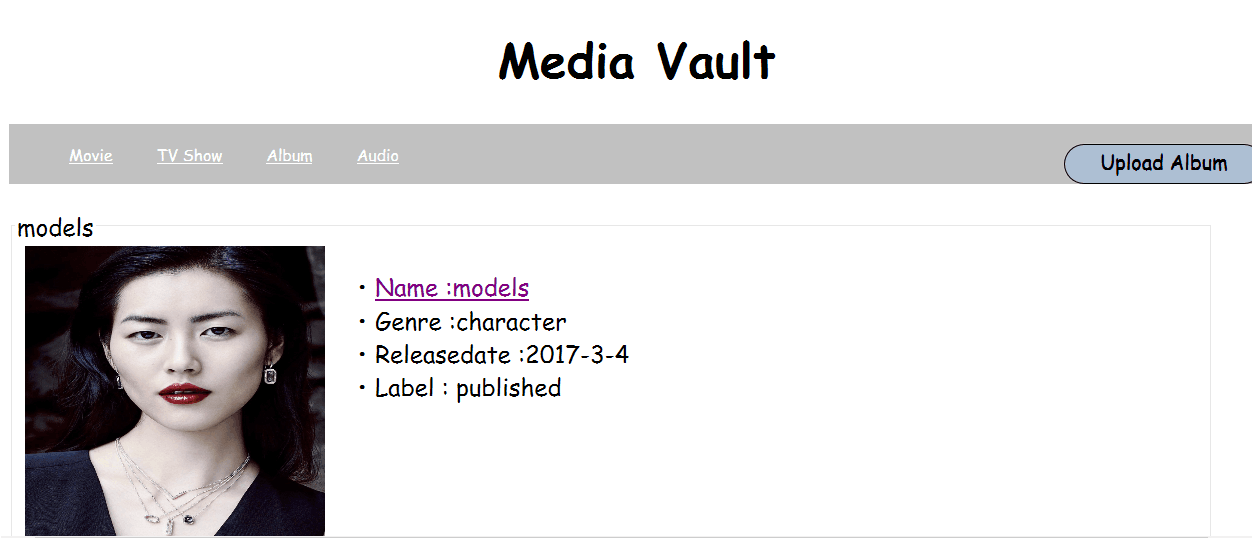 Media Vault
Movie TV Show Album Audio
Upload Album
models
• Name :models
• Genre :character
• Releasedate :2017-3-4
• Label : published